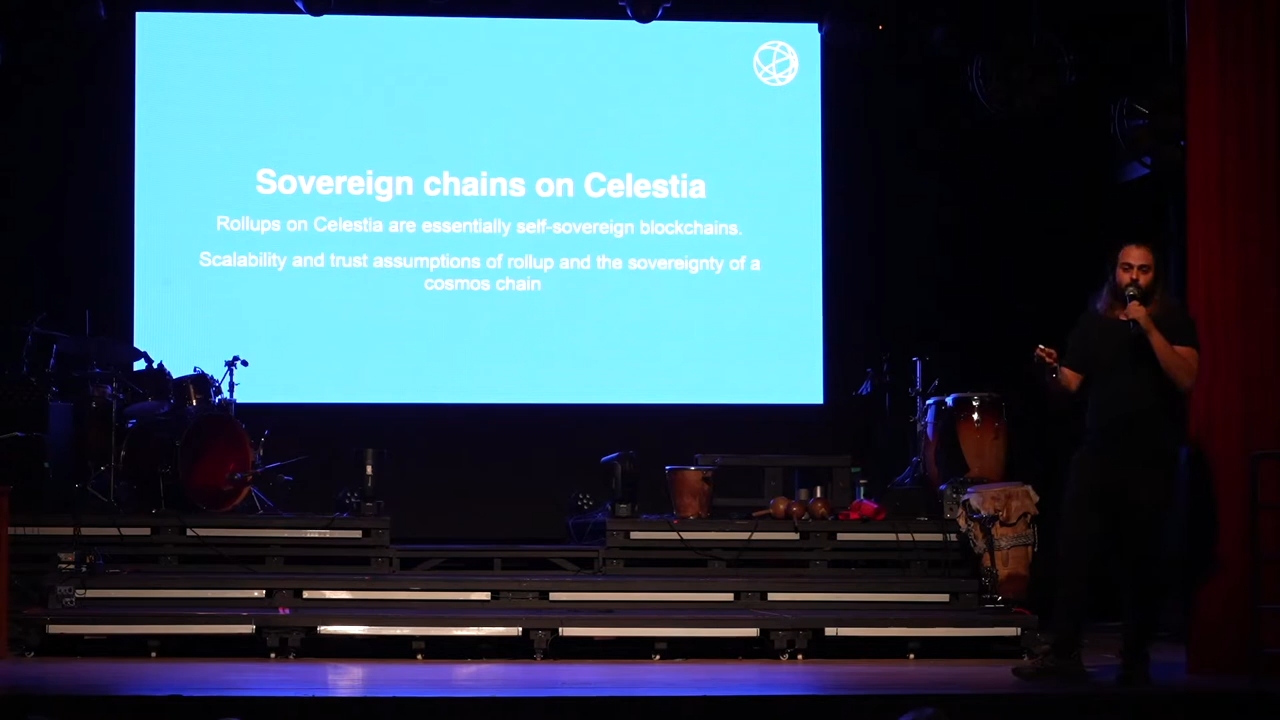 Sovereign chains on Celestia
Rollups on Celestia are essentially self-sovereign blockchains.
Scalability and trust assumptions of rollup and the sovereignty of a
cosmos chain